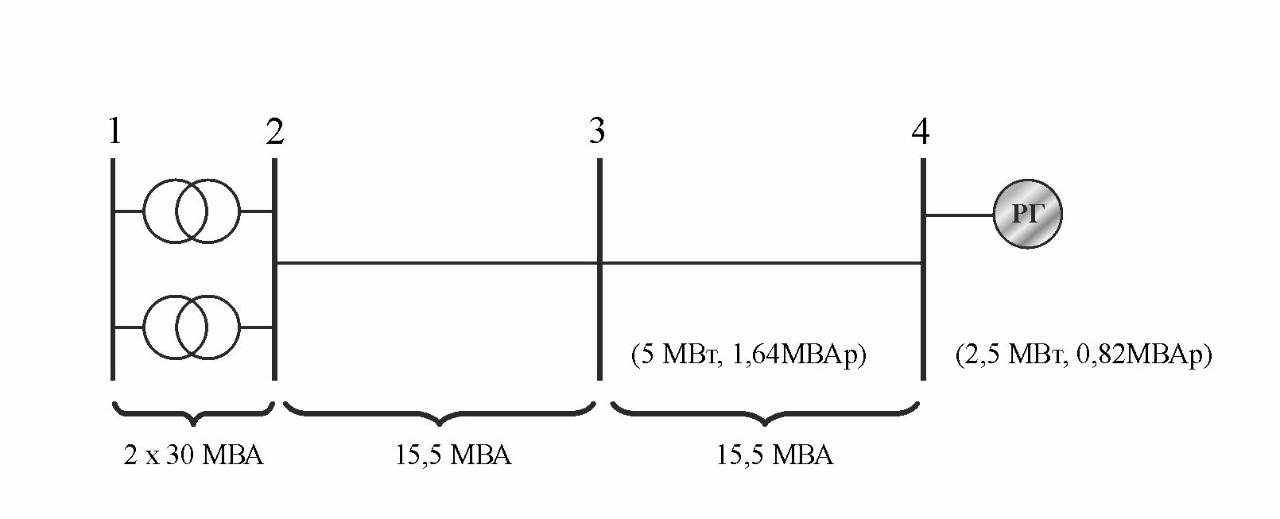 1 2 3 4
РГ
(5 МВт, 1,64МВАр) (2,5 МВт, 0,82МВАр)
2 х 30 МВА 15,5 МВА 15,5 МВА